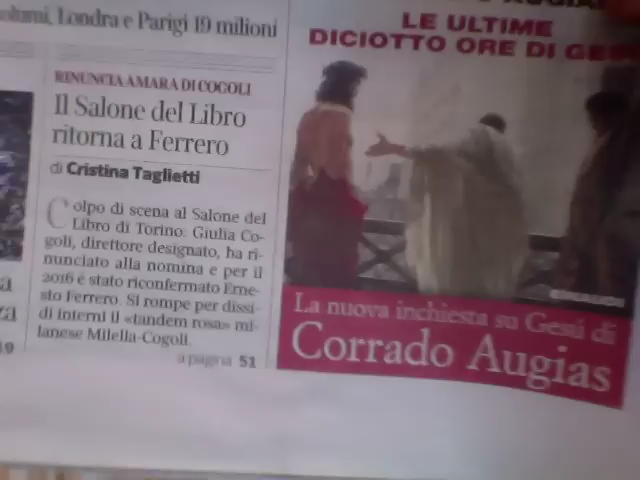 Londra e Parigi 19 milioni
RINUNCIA AMARA DI COGOLI
Il Salone del Libro
ritorna a Ferrero
di Cristina Taglietti
Colpo di scena al Salone del
Libro di Torino: Giulia Co-
goli, direttore designato, ha ri-
nunciato alla nomina e per il
2016 è stato riconfermato Erne-
sto Ferrero. Si rompe per dissi-
di interni il «tandem rosa» mi-
lanese Milella-Cogoli.
a pagina 51
LE ULTIME
DICIOTTO ORE DI GES
La nuova inchiesta su Gesù di
Corrado Augias